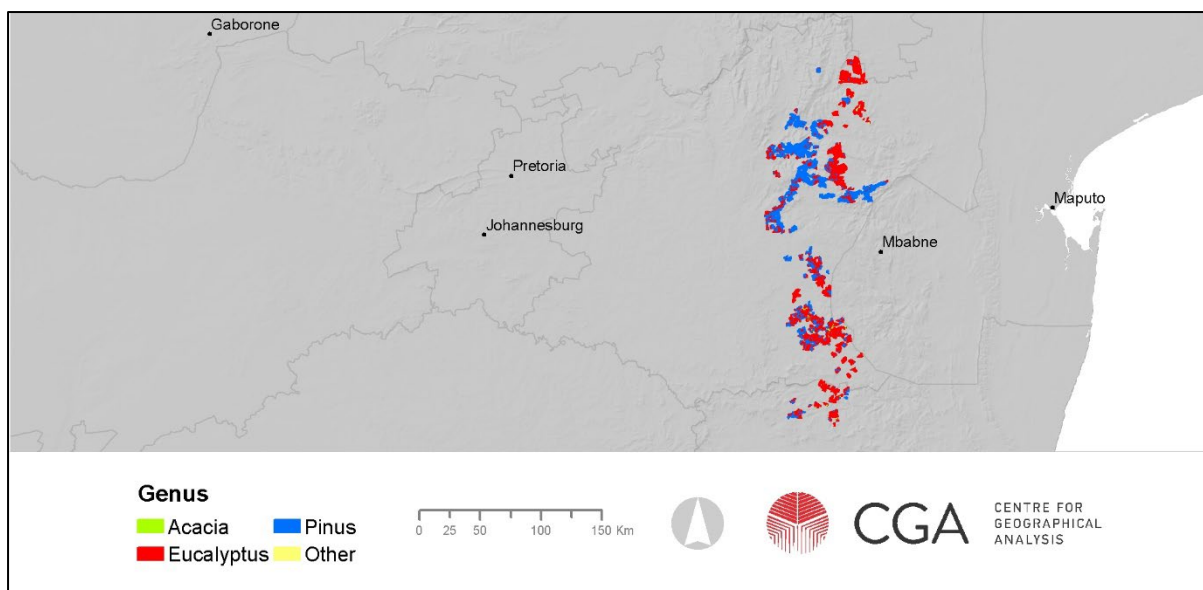 Gaborone
Pretoria
Johannesburg
Maputo
Mbabne
Genus
Acacia Pinus
Eucalyptus Other
0 25 50 100 150 Km
CGA
CENTRE FOR
GEOGRAPHICAL
ANALYSIS